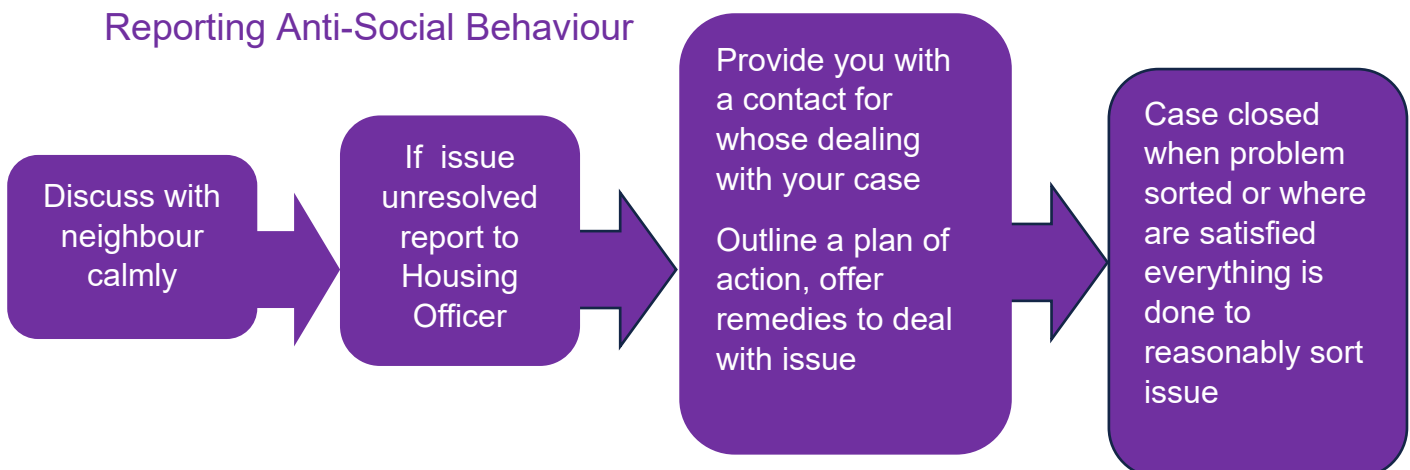 Reporting Anti-Social Behaviour
Discuss with
neighbour
calmly
If issue
unresolved
report to
Housing
Officer
Provide you with
a contact for
whose dealing
with your case
Outline a plan of
action, offer
remedies to deal
with issue
Case closed
when problem
sorted or where
are satisfied
everything is
done to
reasonably sort
issue